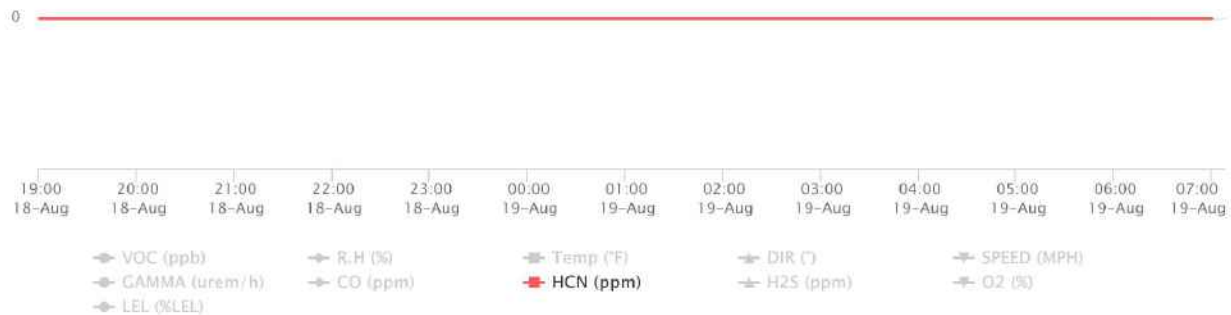 0
19:00 20:00 21:00 22:00 23:00 00:00 01:00 02:00 03:00 04:00 05:00 06:00 07:00
18-Aug 18-Aug 18-Aug 18-Aug 18-Aug 19-Aug 19-Aug 19-Aug 19-Aug 19-Aug 19-Aug 19-Aug 19-Aug
VOC (ppb) R.H (%) Temp (°F) DIR (°) SPEED (MPH)
GAMMA (urem/h) CO (ppm) HCN (ppm) H2S (ppm) O2 (%)
LEL (%LEL)